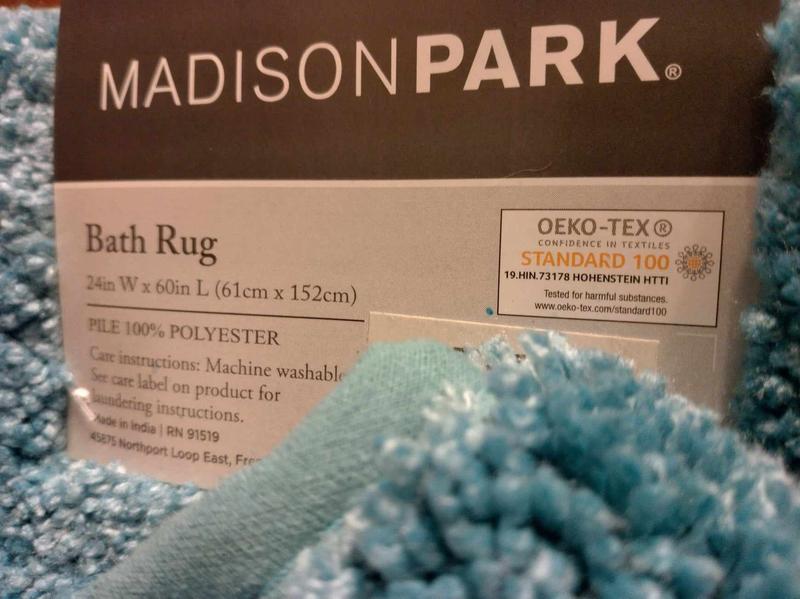 MADISONPARK®
Bath Rug
24in W x 60in L (61cm x 152cm)
PILE 100% POLYESTER
Care instructions: Machine washable
See care label on product for
laundering instructions.
Made in India | RN 91519
45875 Northport Loop East,
OEKO-TEX®
CONFIDENCE IN TEXTILES
STANDARD 100
19.HIN.73178 HOHENSTEIN HTTI
Tested for harmful substances.
www.oeko-tex.com/standard100